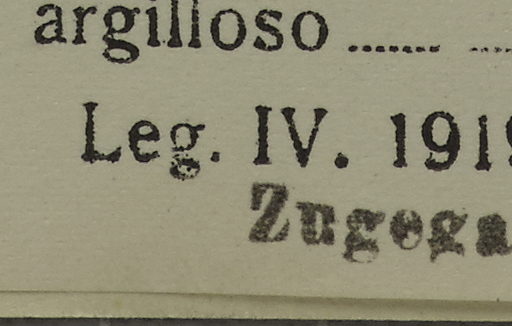 argilloso ........ ....
Leg. IV. 191
Zugega